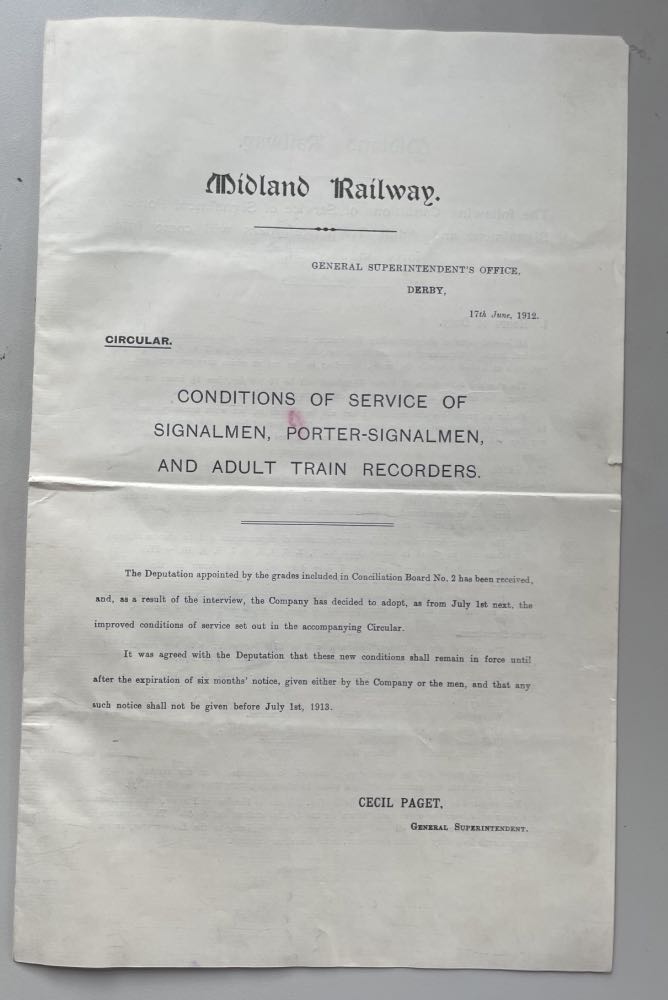 Midland Railway.
GENERAL SUPERINTENDENT'S OFFICE,
DERBY,
17th June, 1912.
CIRCULAR.
CONDITIONS OF SERVICE OF
SIGNALMEN, PORTER-SIGNALMEN,
AND ADULT TRAIN RECORDERS.
The Deputation appointed by the grades included in Conciliation Board No. 2 has been received,
and, as a result of the interview, the Company has decided to adopt, as from July 1st next, the
improved conditions of service set out in the accompanying Circular.
It was agreed with the Deputation that these new conditions shall remain in force until
after the expiration of six months' notice, given either by the Company or the men, and that any
such notice shall not be given before July 1st, 1913.
CECIL PAGET,
GENERAL SUPERINTENDENT.